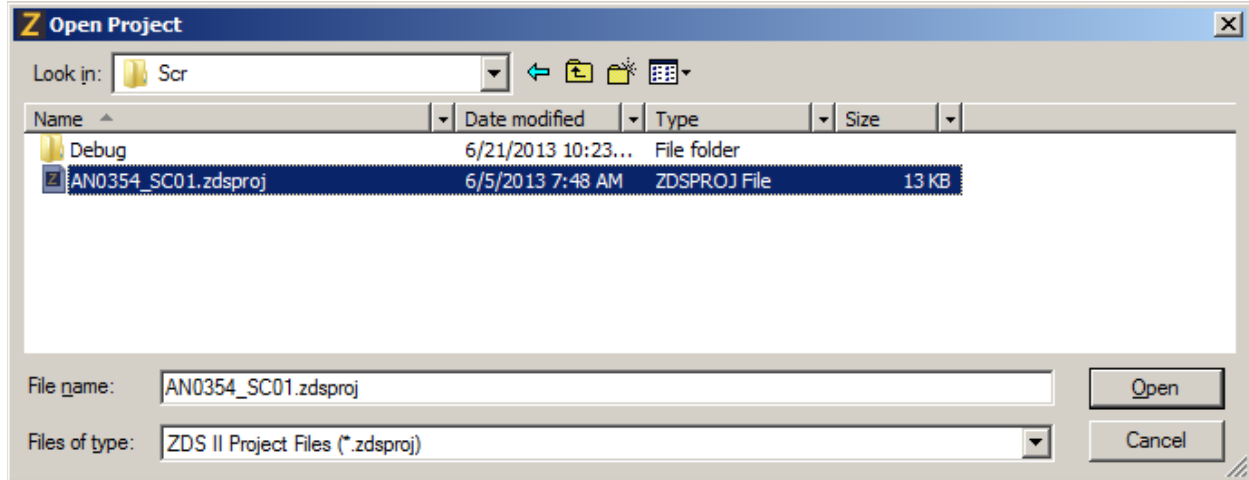 Z Open Project
Look in: Scr
Name Date modified Type Size
Debug 6/21/2013 10:23... File folder
Z AN0354_SC01.zdsproj 6/5/2013 7:48 AM ZDSPROJ File 13 KB
File name: AN0354_SC01.zdsproj Open
Files of type: ZDS II Project Files (*.zdsproj) Cancel